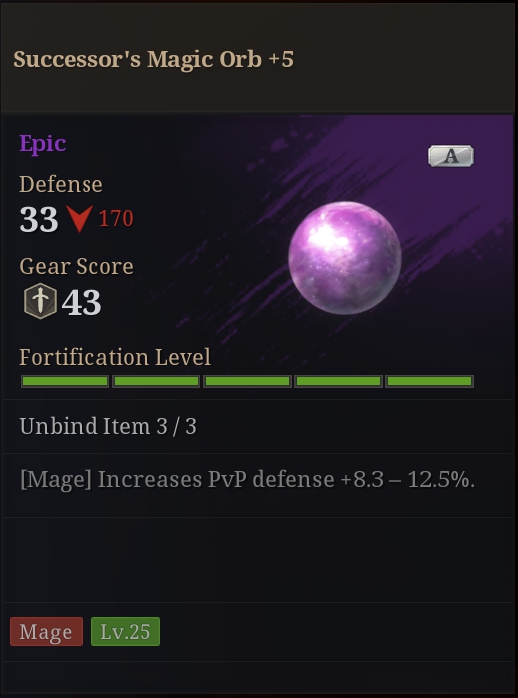 Successor's Magic Orb +5
Epic
A
Defense
33 170
Gear Score
43
Fortification Level
Unbind Item 3 / 3
[Mage] Increases PvP defense +8.3 – 12.5%.
Mage Lv.25